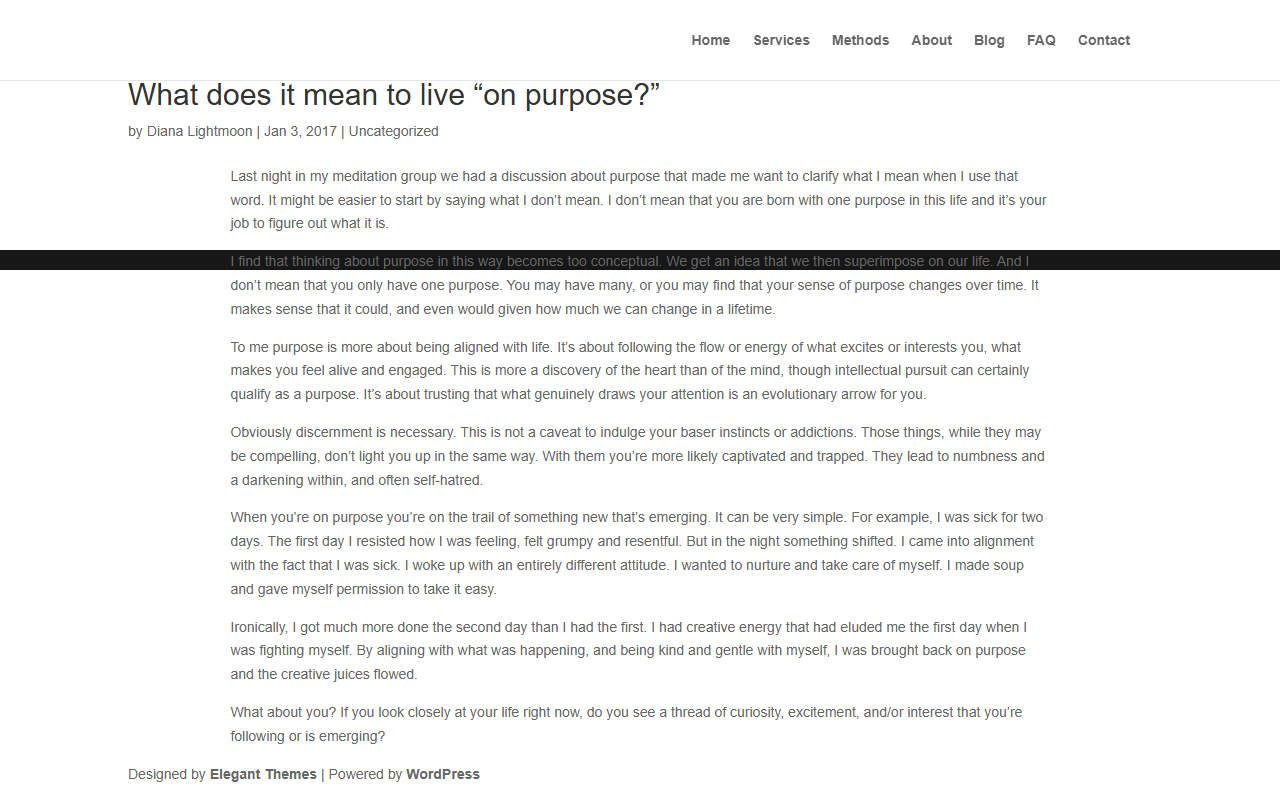 Home Services Methods About Blog FAQ Contact
What does it mean to live “on purpose?”
by Diana Lightmoon | Jan 3, 2017 | Uncategorized
Last night in my meditation group we had a discussion about purpose that made me want to clarify what I mean when I use that
word. It might be easier to start by saying what I don’t mean. I don’t mean that you are born with one purpose in this life and it’s your
job to figure out what it is.
I find that thinking about purpose in this way becomes too conceptual. We get an idea that we then superimpose on our life. And I
don’t mean that you only have one purpose. You may have many, or you may find that your sense of purpose changes over time. It
makes sense that it could, and even would given how much we can change in a lifetime.
To me purpose is more about being aligned with life. It’s about following the flow or energy of what excites or interests you, what
makes you feel alive and engaged. This is more a discovery of the heart than of the mind, though intellectual pursuit can certainly
qualify as a purpose. It’s about trusting that what genuinely draws your attention is an evolutionary arrow for you.
Obviously discernment is necessary. This is not a caveat to indulge your baser instincts or addictions. Those things, while they may
be compelling, don’t light you up in the same way. With them you’re more likely captivated and trapped. They lead to numbness and
a darkening within, and often self-hatred.
When you’re on purpose you’re on the trail of something new that’s emerging. It can be very simple. For example, I was sick for two
days. The first day I resisted how I was feeling, felt grumpy and resentful. But in the night something shifted. I came into alignment
with the fact that I was sick. I woke up with an entirely different attitude. I wanted to nurture and take care of myself. I made soup
and gave myself permission to take it easy.
Ironically, I got much more done the second day than I had the first. I had creative energy that had eluded me the first day when I
was fighting myself. By aligning with what was happening, and being kind and gentle with myself, I was brought back on purpose
and the creative juices flowed.
What about you? If you look closely at your life right now, do you see a thread of curiosity, excitement, and/or interest that you’re
following or is emerging?
Designed by Elegant Themes | Powered by WordPress